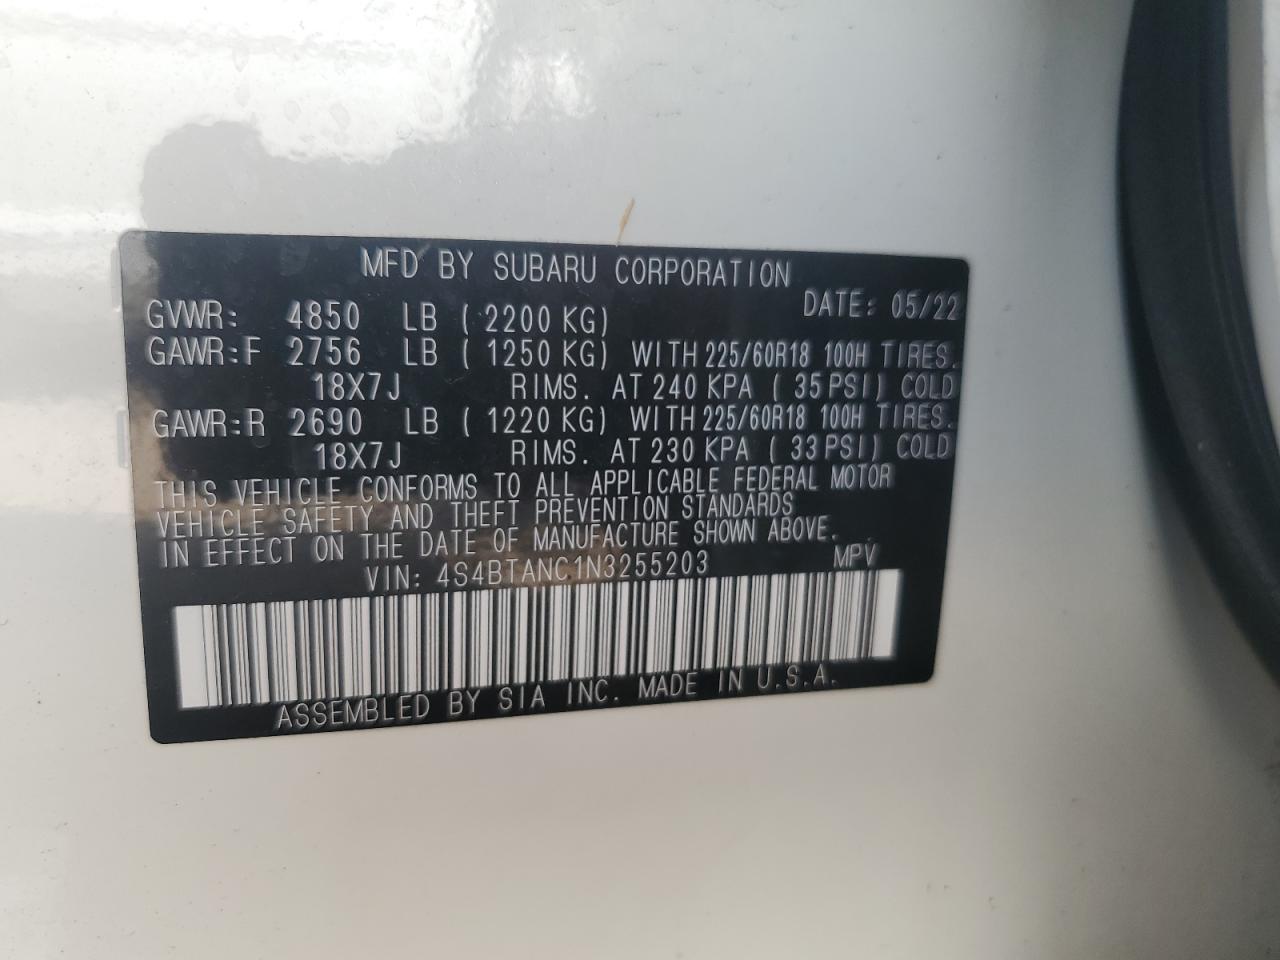 MFD BY SUBARU CORPORATION
DATE: 05/22
GVWR: 4850 LB ( 2200 KG)
GAWR:F 2756 LB ( 1250 KG) WITH 225/60R18 100H TIRES.
18X7J RIMS. AT 240 KPA ( 35 PSI) COLD
GAWR:R 2690 LB ( 1220 KG) WITH 225/60R18 100H TIRES.
18X7J RIMS. AT 230 KPA ( 33 PSI) COLD
THIS VEHICLE CONFORMS TO ALL APPLICABLE FEDERAL MOTOR
VEHICLE SAFETY AND THEFT PREVENTION STANDARDS
IN EFFECT ON THE DATE OF MANUFACTURE SHOWN ABOVE.
VIN: 4S4BTANC1N3255203 MPV
ASSEMBLED BY SIA INC. MADE IN U.S.A.